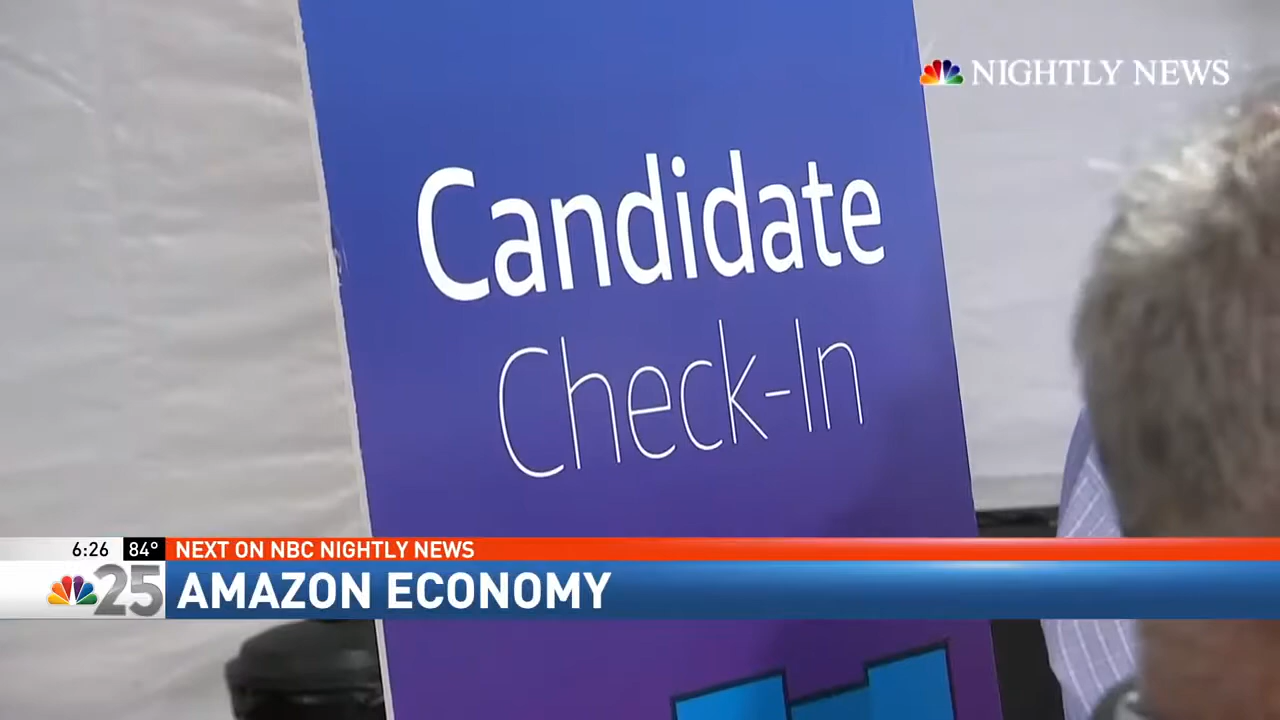 NIGHTLY NEWS
Candidate
Check-In
6:26 84° NEXT ON NBC NIGHTLY NEWS
25 AMAZON ECONOMY